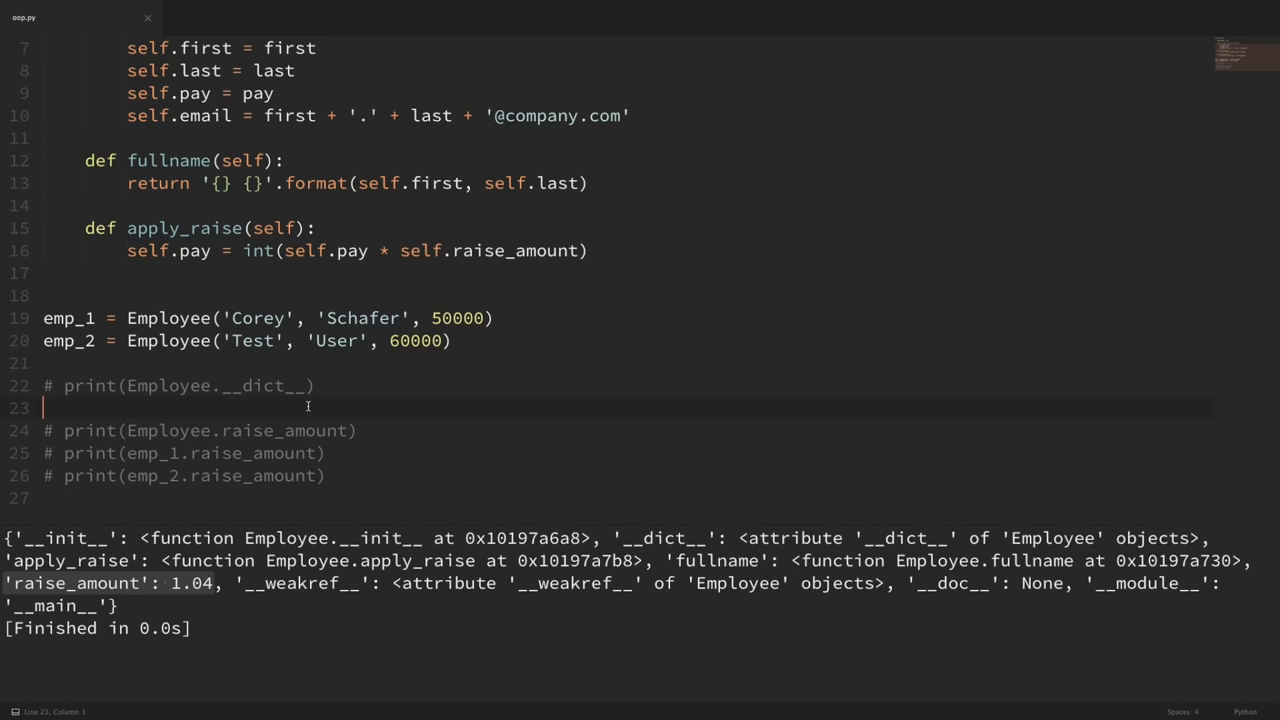 oop.py
7 self.first = first
8 self.last = last
9 self.pay = pay
10 self.email = first + '.' + last + '@company.com'
11
12 def fullname(self):
13 return '{} {}'.format(self.first, self.last)
14
15 def apply_raise(self):
16 self.pay = int(self.pay * self.raise_amount)
17
18
19 emp_1 = Employee('Corey', 'Schafer', 50000)
20 emp_2 = Employee('Test', 'User', 60000)
21
22 # print(Employee.__dict__)
23
24 # print(Employee.raise_amount)
25 # print(emp_1.raise_amount)
26 # print(emp_2.raise_amount)
27
{'__init__': <function Employee.__init__ at 0x10197a6a8>, '__dict__': <attribute '__dict__' of 'Employee' objects>,
'apply_raise': <function Employee.apply_raise at 0x10197a7b8>, 'fullname': <function Employee.fullname at 0x10197a730>,
'raise_amount': 1.04, '__weakref__': <attribute '__weakref__' of 'Employee' objects>, '__doc__': None, '__module__':
'__main__'}
[Finished in 0.0s]
Line 23, Column 1 Spaces: 4 Python